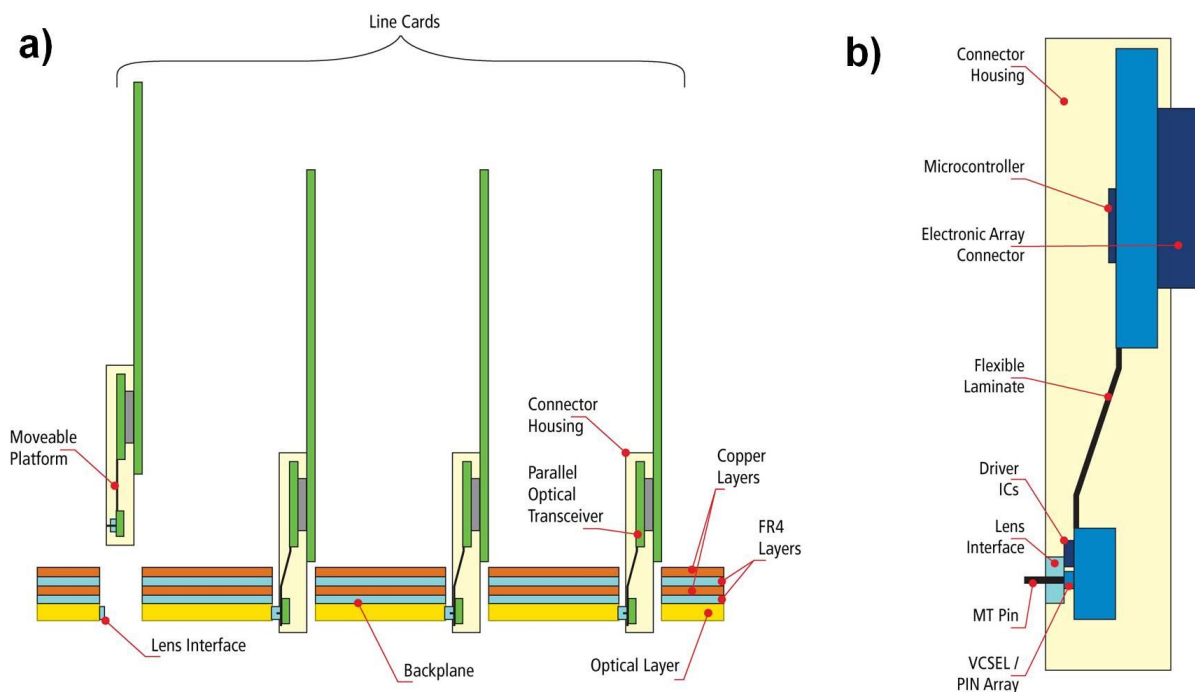 a)
Line Cards
Moveable
Platform
Connector
Housing
Parallel
Optical
Transceiver
Copper
Layers
FR4
Layers
Lens Interface
Backplane
Optical Layer
b)
Connector
Housing
Microcontroller
Electronic Array
Connector
Flexible
Laminate
Driver
ICs
Lens
Interface
MT Pin
VCSEL /
PIN Array